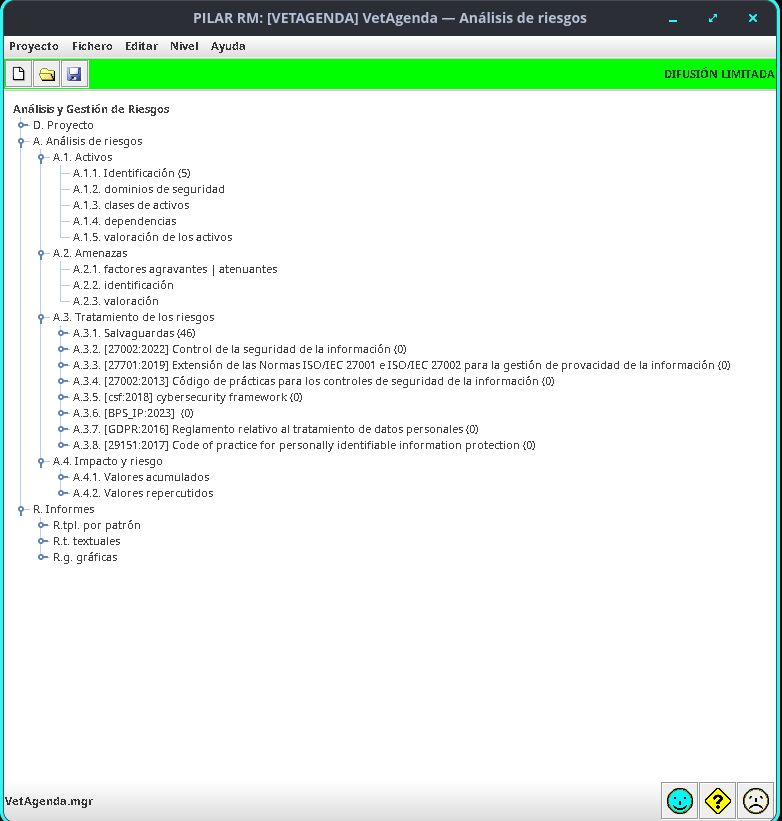 PILAR RM: [VETAGENDA] VetAgenda — Análisis de riesgos
Proyecto Fichero Editar Nivel Ayuda
DIFUSIÓN LIMITADA
Análisis y Gestión de Riesgos
D. Proyecto
A. Análisis de riesgos
A.1. Activos
A.1.1. Identificación {5}
A.1.2. dominios de seguridad
A.1.3. clases de activos
A.1.4. dependencias
A.1.5. valoración de los activos
A.2. Amenazas
A.2.1. factores agravantes | atenuantes
A.2.2. identificación
A.2.3. valoración
A.3. Tratamiento de los riesgos
A.3.1. Salvaguardas {46}
A.3.2. [27002:2022] Control de la seguridad de la información {0}
A.3.3. [27701:2019] Extensión de las Normas ISO/IEC 27001 e ISO/IEC 27002 para la gestión de provacidad de la información {0}
A.3.4. [27002:2013] Código de prácticas para los controles de seguridad de la información {0}
A.3.5. [csf:2018] cybersecurity framework {0}
A.3.6. [BPS_IP:2023] {0}
A.3.7. [GDPR:2016] Reglamento relativo al tratamiento de datos personales {0}
A.3.8. [29151:2017] Code of practice for personally identifiable information protection {0}
A.4. Impacto y riesgo
A.4.1. Valores acumulados
A.4.2. Valores repercutidos
R. Informes
R.tpl. por patrón
R.t. textuales
R.g. gráficas
VetAgenda.mgr
?